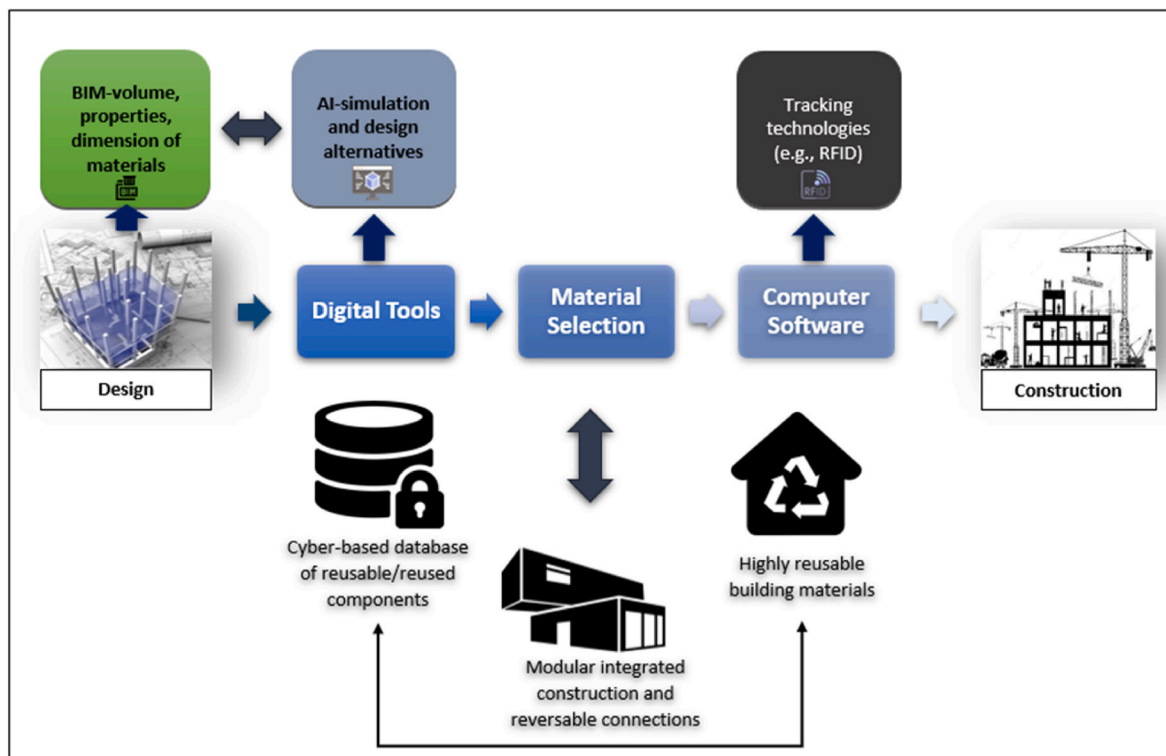 BIM-volume,
properties,
dimension of
materials
BIM
AI-simulation
and design
alternatives
Tracking
technologies
(e.g., RFID)
RFID
Design
Digital Tools
Material
Selection
Computer
Software
Construction
Cyber-based database
of reusable/reused
components
Modular integrated
construction and
reversable connections
Highly reusable
building materials